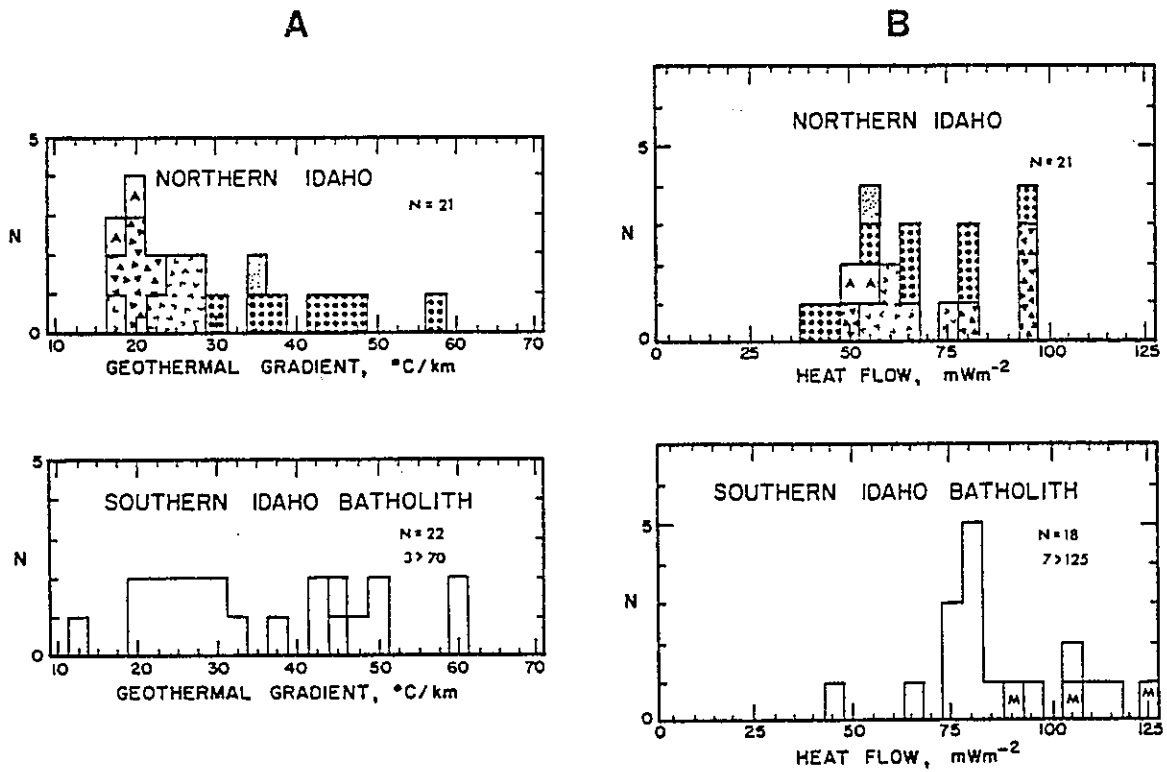 A
B
5
NORTHERN IDAHO
N = 21
N
0
10 20 30 40 50 60 70
GEOTHERMAL GRADIENT, °C/km
A
A
NORTHERN IDAHO
N = 21
5
N
0
0 25 50 75 100 125
HEAT FLOW, mWm⁻²
A A
5
SOUTHERN IDAHO BATHOLITH
N = 22
3 > 70
N
0
10 20 30 40 50 60 70
GEOTHERMAL GRADIENT, °C/km
SOUTHERN IDAHO BATHOLITH
N = 18
7 > 125
5
N
0
M M M
0 25 50 75 100 125
HEAT FLOW, mWm⁻²